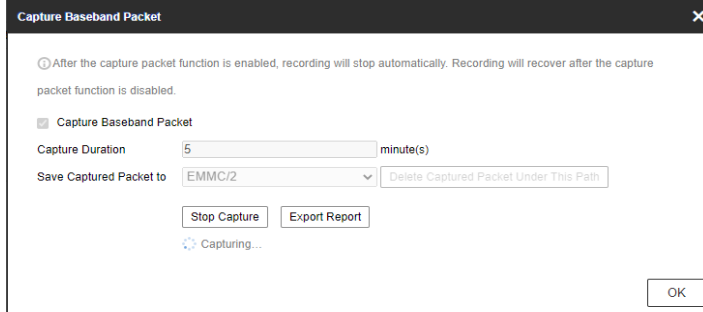 Capture Baseband Packet
After the capture packet function is enabled, recording will stop automatically. Recording will recover after the capture
packet function is disabled.
Capture Baseband Packet
Capture Duration 5 minute(s)
Save Captured Packet to EMMC/2 Delete Captured Packet Under This Path
Stop Capture Export Report
Capturing...
OK